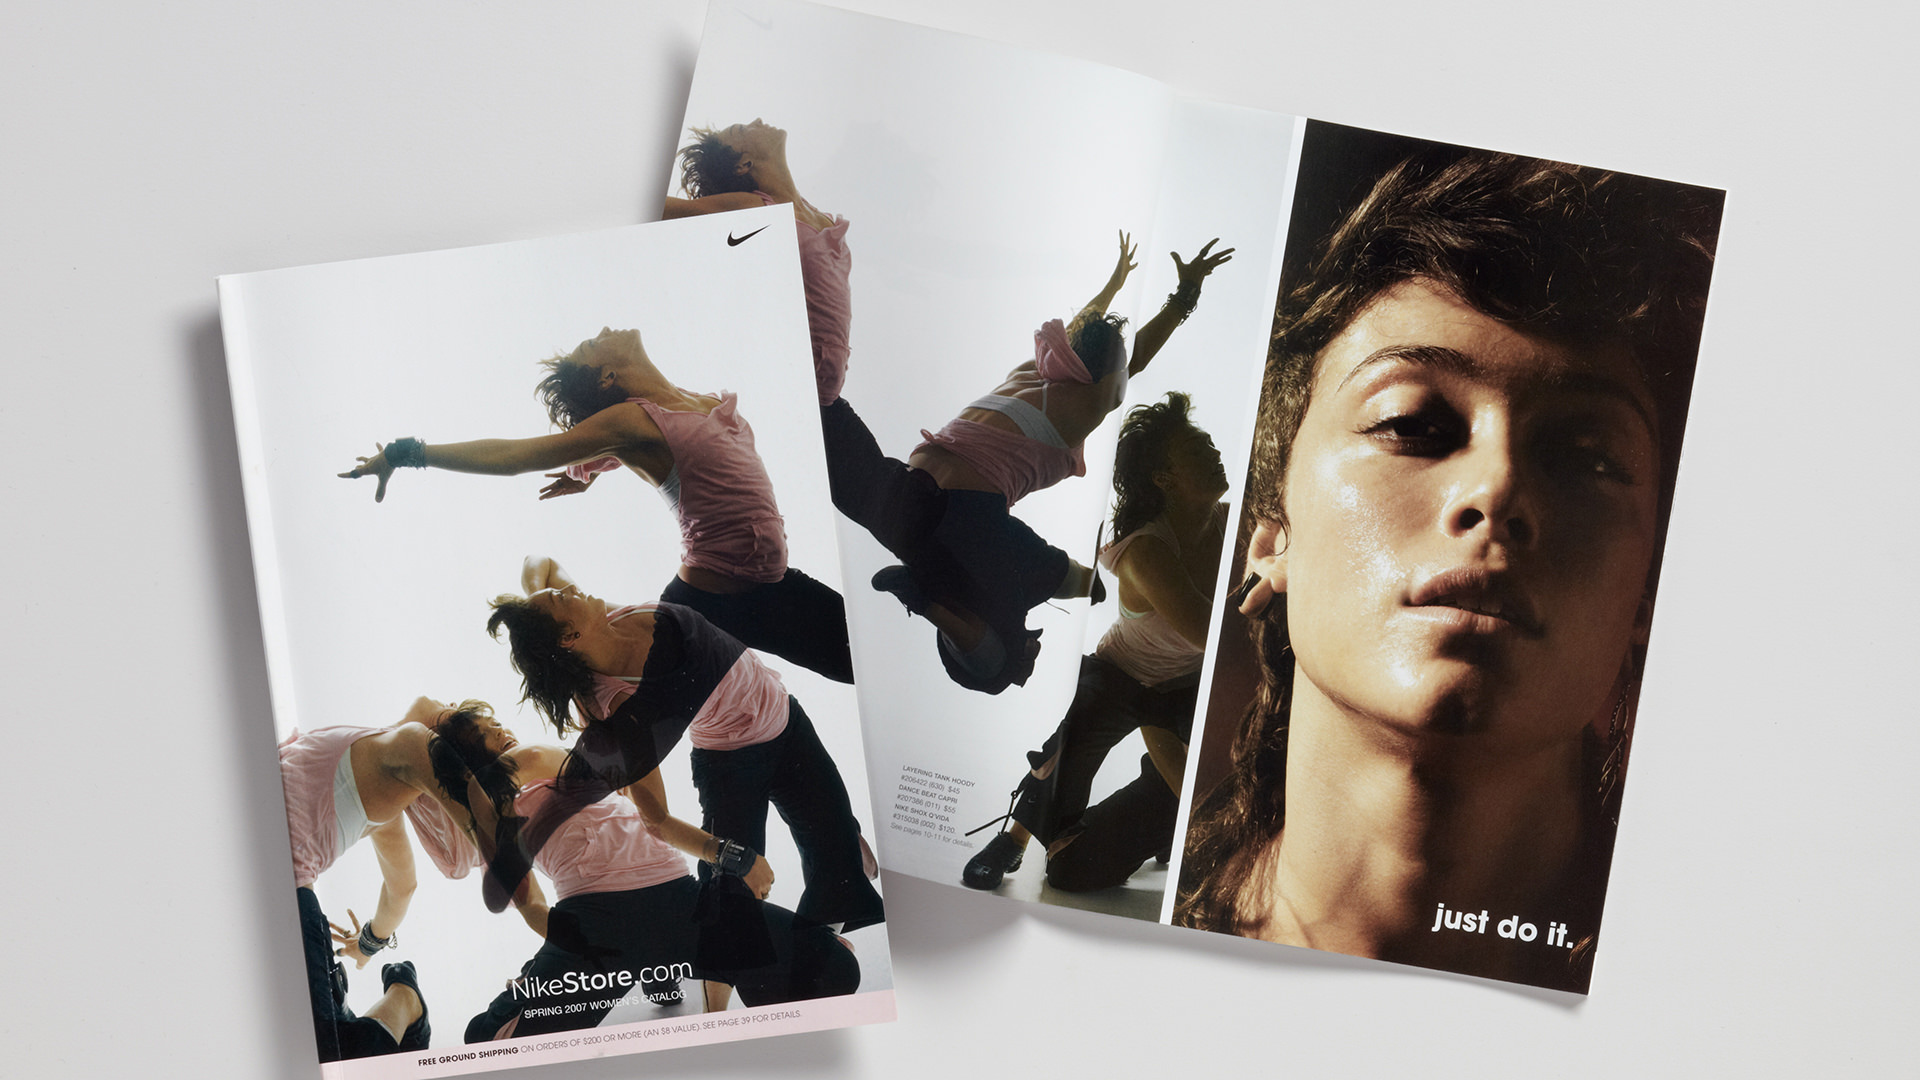 NikeStore.com
SPRING 2007 WOMEN'S CATALOG
FREE GROUND SHIPPING ON ORDERS OF $200 OR MORE (AN $8 VALUE). SEE PAGE 39 FOR DETAILS.
LAYERING TANK HOODY
#206422 (630) $45
DANCE BEAT CAPRI
#207386 (011) $55
NIKE SHOX Q'VIDA
#315038 (002) $120
See pages 10-11 for details.
just do it.